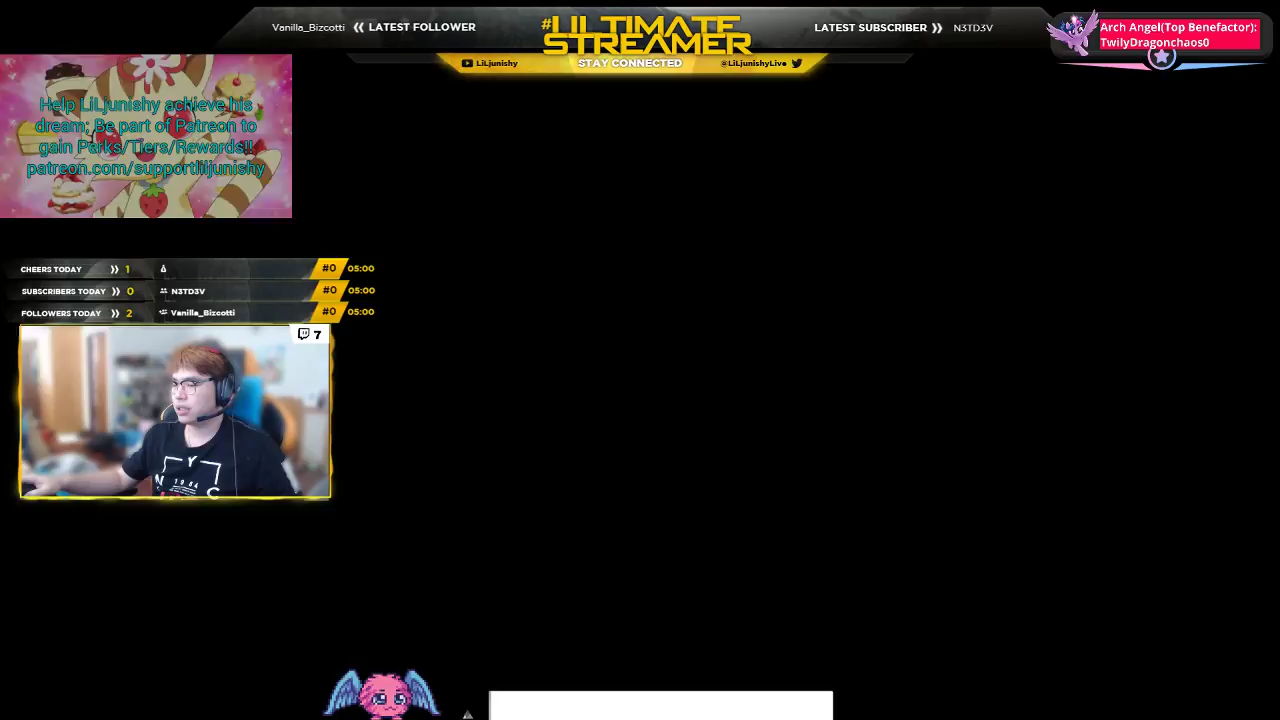 Vanilla_Bizcotti LATEST FOLLOWER
#ULTIMATE
STREAMER
LATEST SUBSCRIBER N3TD3V
Arch Angel(Top Benefactor):
TwilyDragonchaos0
LiLjunishy
STAY CONNECTED
@LiLjunishyLive
Help LiLjunishy achieve his
dream; Be part of Patreon to
gain Parks/Tiers/Rewards!!
patreon.com/supportliljunishy
CHEERS TODAY 1 #0 05:00
SUBSCRIBERS TODAY 0 N3TD3V #0 05:00
FOLLOWERS TODAY 2 Vanilla_Bizcotti #0 05:00
7
Y
1984
N C